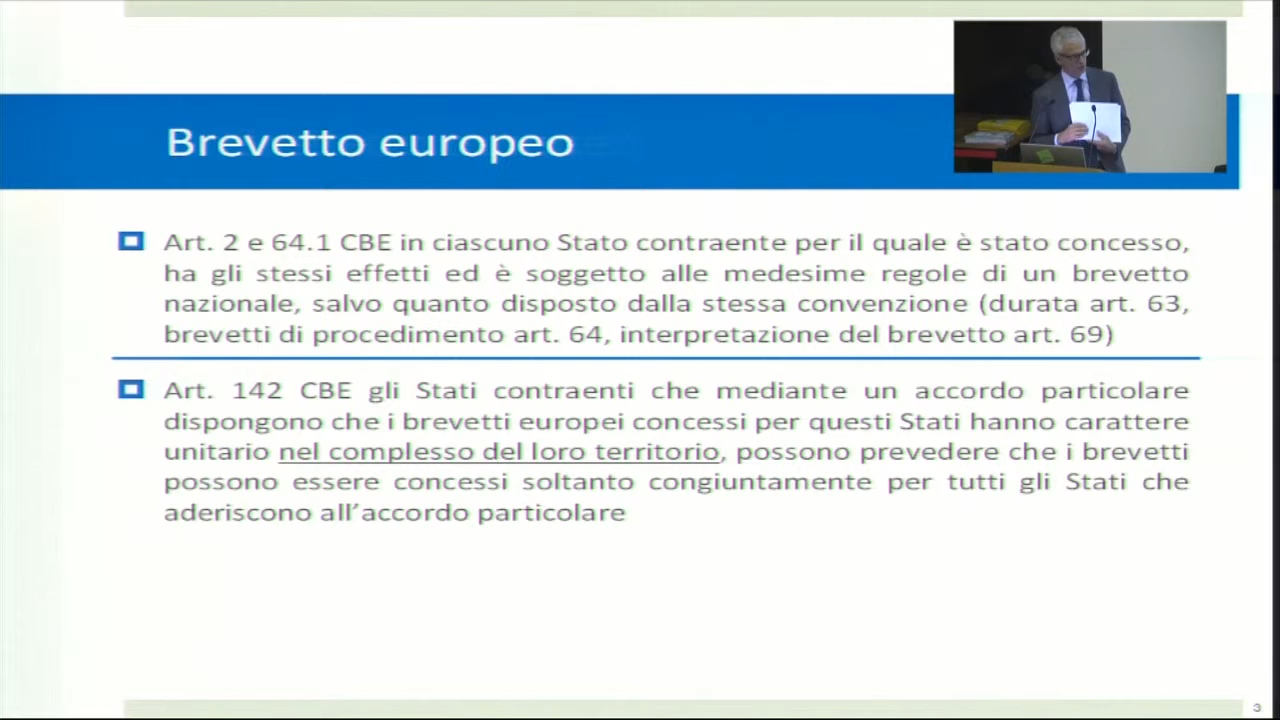 Brevetto europeo
Art. 2 e 64.1 CBE in ciascuno Stato contraente per il quale è stato concesso,
ha gli stessi effetti ed è soggetto alle medesime regole di un brevetto
nazionale, salvo quanto disposto dalla stessa convenzione (durata art. 63,
brevetti di procedimento art. 64, interpretazione del brevetto art. 69)
Art. 142 CBE gli Stati contraenti che mediante un accordo particolare
dispongono che i brevetti europei concessi per questi Stati hanno carattere
unitario nel complesso del loro territorio, possono prevedere che i brevetti
possono essere concessi soltanto congiuntamente per tutti gli Stati che
aderiscono all’accordo particolare
3